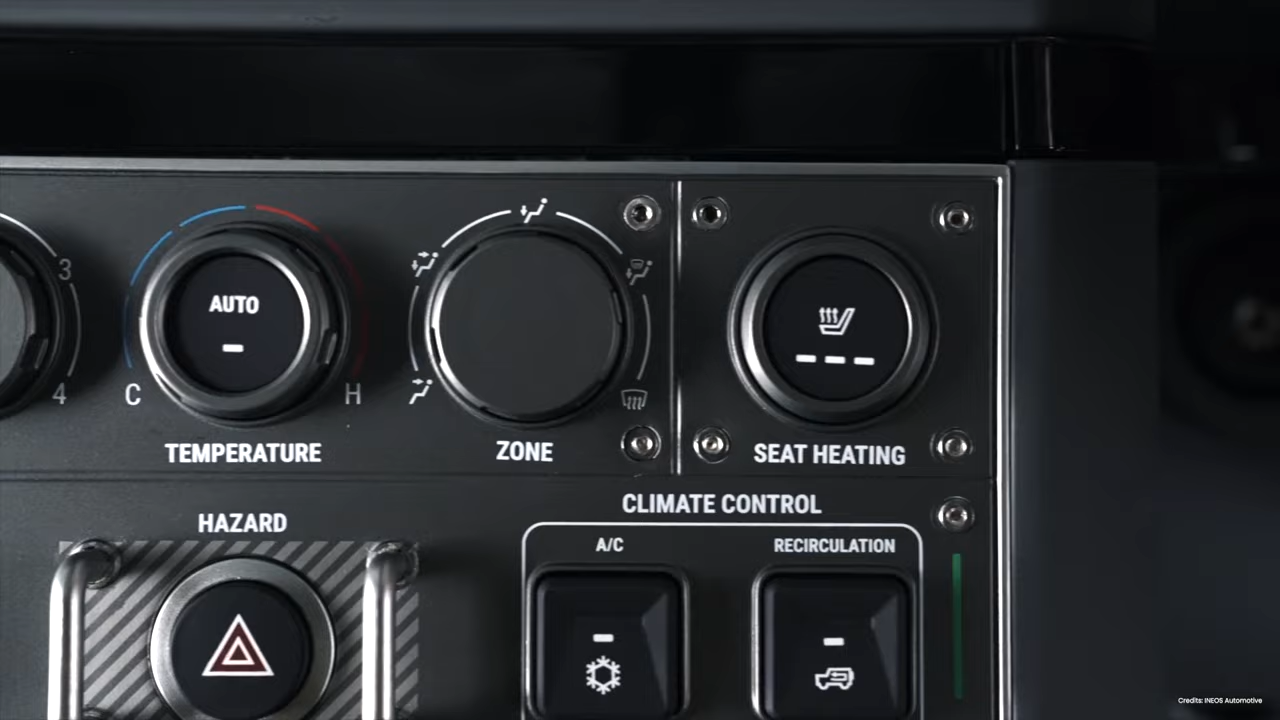 3
4
AUTO
C
H
TEMPERATURE
ZONE
SEAT HEATING
HAZARD
CLIMATE CONTROL
A/C
RECIRCULATION
Credits: INEOS Automotive